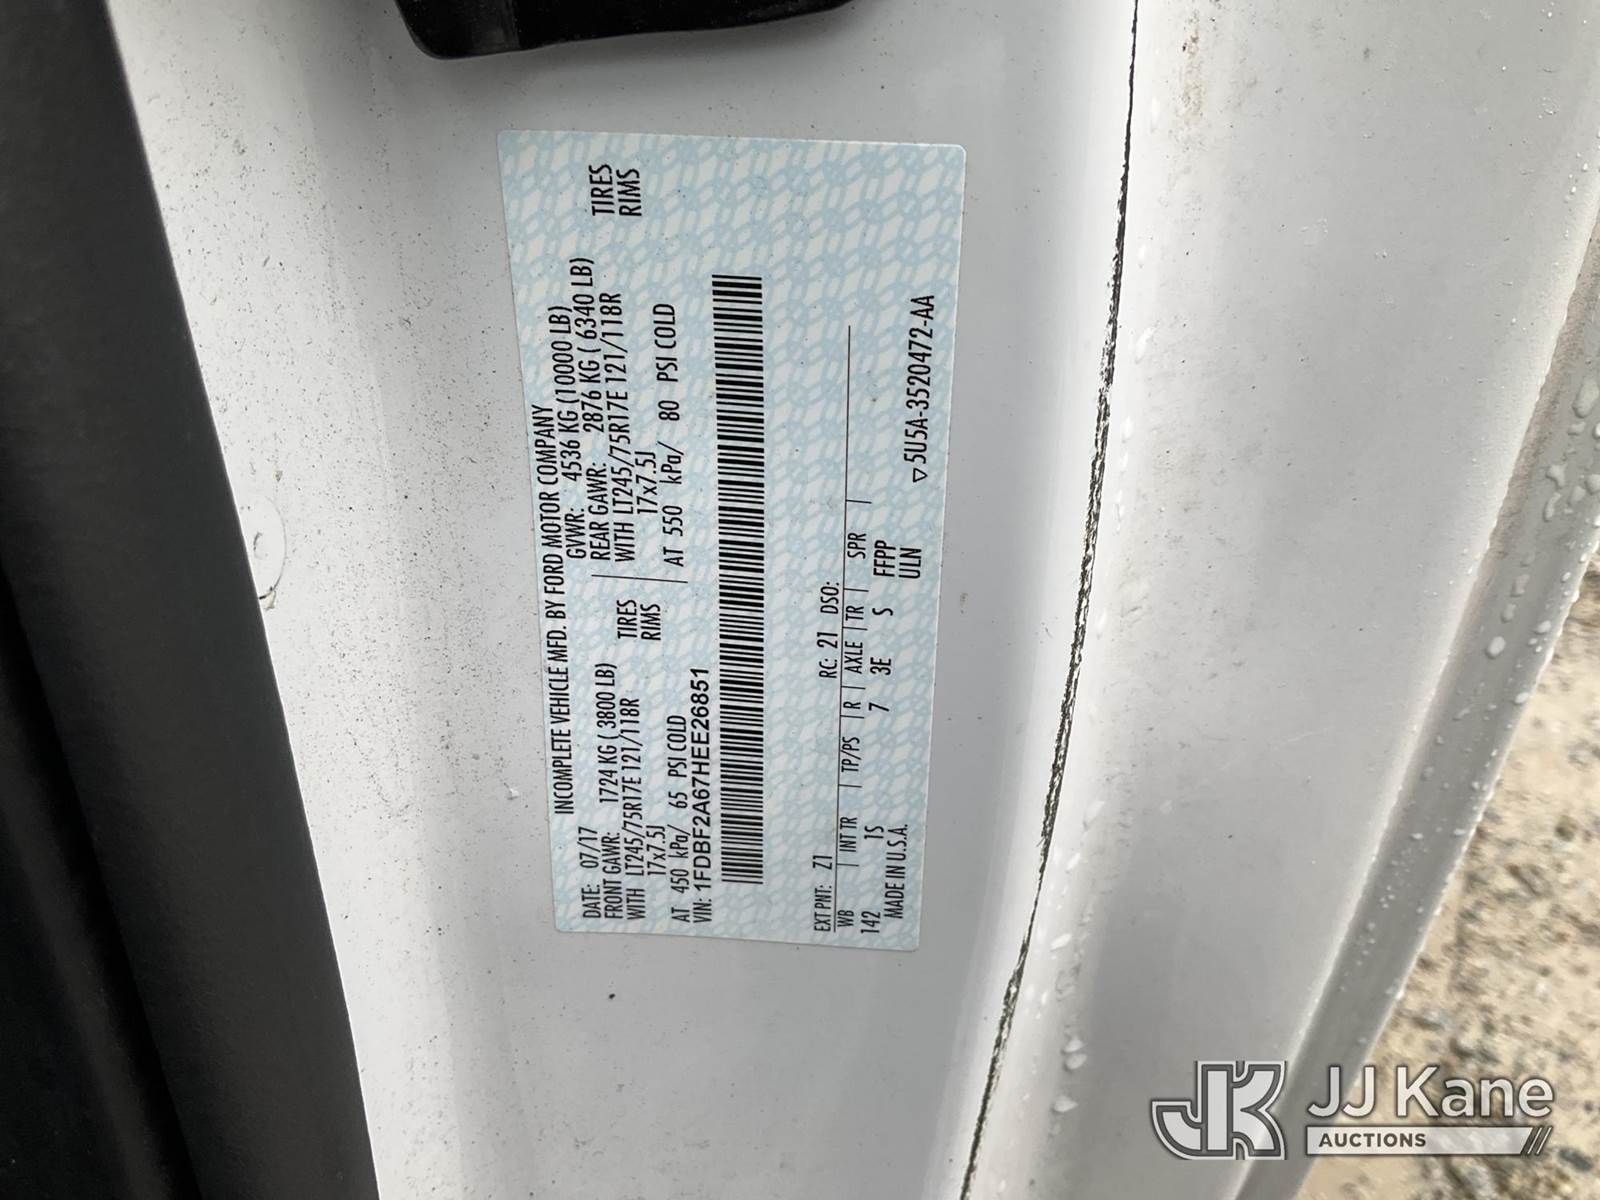 INCOMPLETE VEHICLE MFD. BY FORD MOTOR COMPANY
DATE: 07/17 GVWR: 4536 KG (10000 LB)
FRONT GAWR: 1724 KG ( 3800 LB) REAR GAWR: 2876 KG ( 6340 LB)
WITH LT245/75R17E 121/118R TIRES WITH LT245/75R17E 121/118R TIRES
17x7.5J RIMS 17x7.5J RIMS
AT 450 kPa/ 65 PSI COLD AT 550 kPa/ 80 PSI COLD
VIN: 1FDBF2A67HEE26851
EXT PNT: Z1 RC: 21 DSO:
WB | INT TR | TP/PS | R | AXLE | TR | SPR |
142 1S 7 3E S FFPP
MADE IN U.S.A. ULN
▽5U5A-3520472-AA
JJ Kane
AUCTIONS